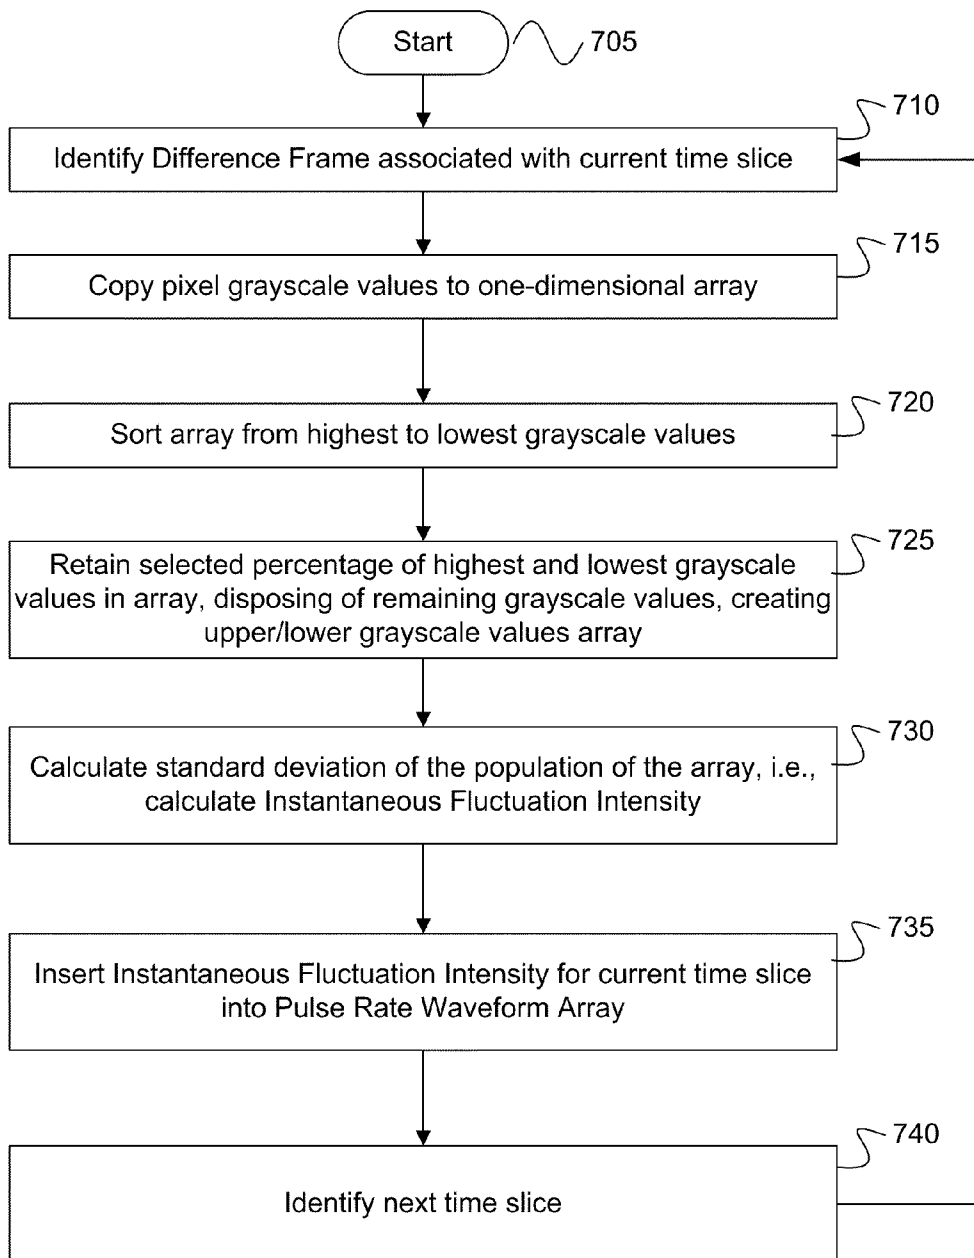 Start
705
710
Identify Difference Frame associated with current time slice
715
Copy pixel grayscale values to one-dimensional array
720
Sort array from highest to lowest grayscale values
725
Retain selected percentage of highest and lowest grayscale
values in array, disposing of remaining grayscale values, creating
upper/lower grayscale values array
730
Calculate standard deviation of the population of the array, i.e.,
calculate Instantaneous Fluctuation Intensity
735
Insert Instantaneous Fluctuation Intensity for current time slice
into Pulse Rate Waveform Array
740
Identify next time slice